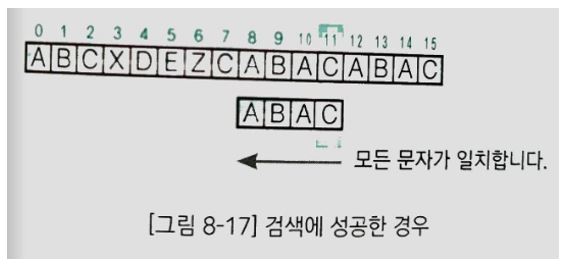 0 1 2 3 4 5 6 7 8 9 10 11 12 13 14 15
A B C X D E Z C A B A C A B A C
A B A C
모든 문자가 일치합니다.
[그림 8-17] 검색에 성공한 경우